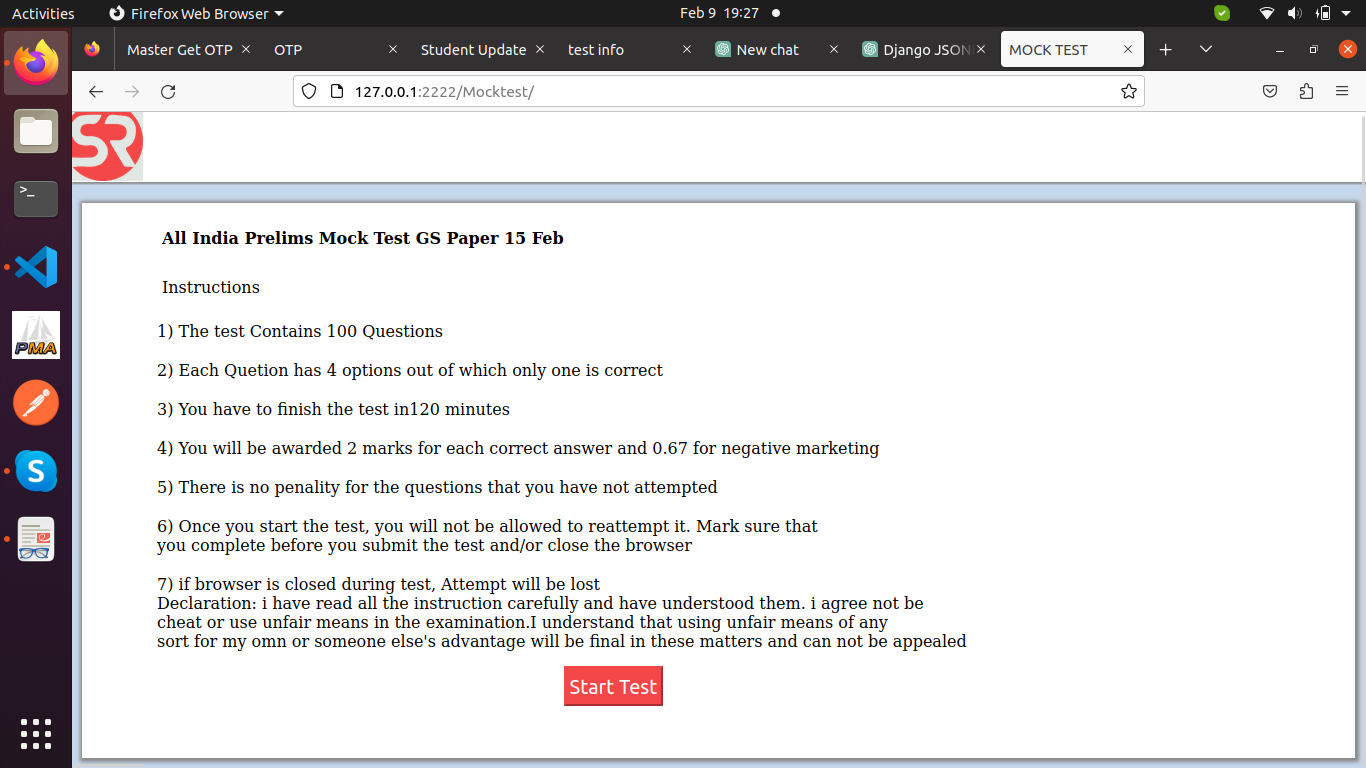 Activities
Firefox Web Browser
Feb 9 19:27
Master Get OTP
OTP
Student Update
test info
New chat
Django JSON
MOCK TEST
127.0.0.1:2222/Mocktest/
SR
>_
PMA
S
All India Prelims Mock Test GS Paper 15 Feb
Instructions
1) The test Contains 100 Questions
2) Each Quetion has 4 options out of which only one is correct
3) You have to finish the test in120 minutes
4) You will be awarded 2 marks for each correct answer and 0.67 for negative marketing
5) There is no penality for the questions that you have not attempted
6) Once you start the test, you will not be allowed to reattempt it. Mark sure that
you complete before you submit the test and/or close the browser
7) if browser is closed during test, Attempt will be lost
Declaration: i have read all the instruction carefully and have understood them. i agree not be
cheat or use unfair means in the examination.I understand that using unfair means of any
sort for my omn or someone else's advantage will be final in these matters and can not be appealed
Start Test